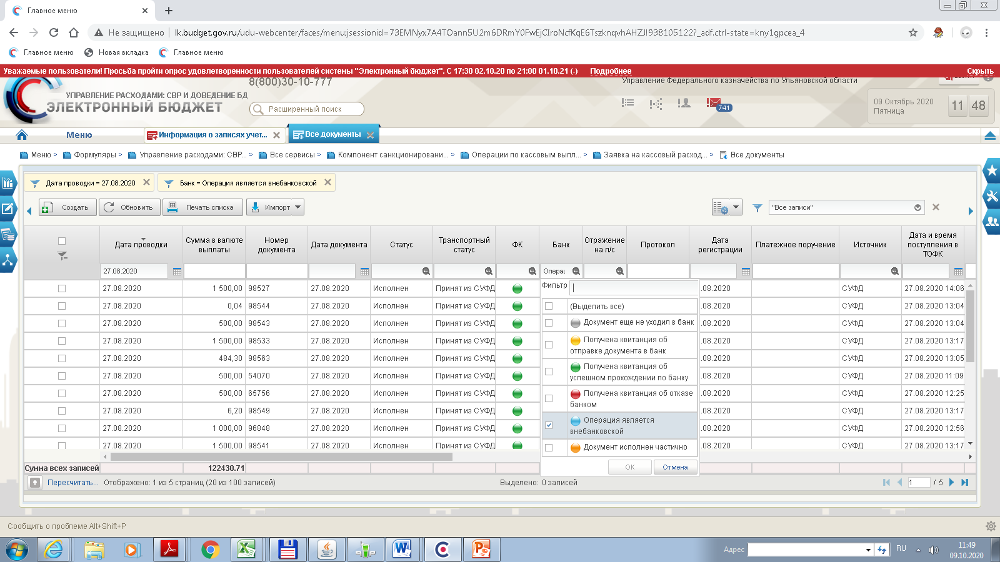 Главное меню
Не защищено
lk.budget.gov.ru/udu-webcenter/faces/menu;jsessionid=73EMNyx7A4TOann5U2m6DRmY0FwEjCIroNcfKqE6TszknqvhAHZJ!938105122?_adf.ctrl-state=kny1gpcea_4
Главное меню Новая вкладка Главное меню
Уважаемые пользователи! Просьба пройти опрос удовлетворенности пользователей системы "Электронный бюджет". С 17:30 02.10.20 по 21:00 01.10.21 (-) Подробнее Скрыть
8(800)30-10-777 Управление Федерального казначейства по Ульяновской области
УПРАВЛЕНИЕ РАСХОДАМИ: СВР И ДОВЕДЕНИЕ БД
ЭЛЕКТРОННЫЙ БЮДЖЕТ
Расширенный поиск
741
09 Октябрь 2020
Пятница
11 48
Меню Информация о записях учет... Все документы
Меню > Формуляры > Управление расходами: СВР... > Все сервисы > Компонент санкционировани... > Операции по кассовым выпл... > Заявка на кассовый расход... > Все документы
Дата проводки = 27.08.2020 Банк = Операция является внебанковской
Создать Обновить Печать списка Импорт "Все записи"
Дата проводки Сумма в валюте выплаты Номер документа Дата документа Статус Транспортный статус ФК Банк Отражение на л/с Протокол Дата регистрации Платежное поручение Источник Дата и время поступления в ТОФК
27.08.2020 Опера
27.08.2020 1 500,00 98527 27.08.2020 Исполнен Принят из СУФД .08.2020 СУФД 27.08.2020 14:06
27.08.2020 0,04 98544 27.08.2020 Исполнен Принят из СУФД .08.2020 СУФД 27.08.2020 13:04
27.08.2020 500,00 98543 27.08.2020 Исполнен Принят из СУФД .08.2020 СУФД 27.08.2020 13:04
27.08.2020 1 500,00 98533 27.08.2020 Исполнен Принят из СУФД .08.2020 СУФД 27.08.2020 13:17
27.08.2020 484,30 98563 27.08.2020 Исполнен Принят из СУФД .08.2020 СУФД 27.08.2020 13:05
27.08.2020 500,00 54070 27.08.2020 Исполнен Принят из СУФД .08.2020 СУФД 27.08.2020 11:09
27.08.2020 500,00 65756 27.08.2020 Исполнен Принят из СУФД .08.2020 СУФД 27.08.2020 12:25
27.08.2020 6,20 98549 27.08.2020 Исполнен Принят из СУФД .08.2020 СУФД 27.08.2020 13:17
27.08.2020 1 000,00 96848 27.08.2020 Исполнен Принят из СУФД .08.2020 СУФД 27.08.2020 12:56
27.08.2020 1 500,00 98541 27.08.2020 Исполнен Принят из СУФД .08.2020 СУФД 27.08.2020 13:17
Фильтр
(Выделить все)
Документ еще не уходил в банк
Получена квитанция об
отправке документа в банк
Получена квитанция об
успешном прохождении по банку
Получена квитанция об отказе
банком
Операция является
внебанковской
Документ исполнен частично
OK Отмена
Сумма всех записей 122430.71
Пересчитать... Отображено: 1 из 5 страниц (20 из 100 записей) Выделено: 0 записей 1 / 5
Сообщить о проблеме Alt+Shift+P
Адрес RU 11:49
09.10.2020